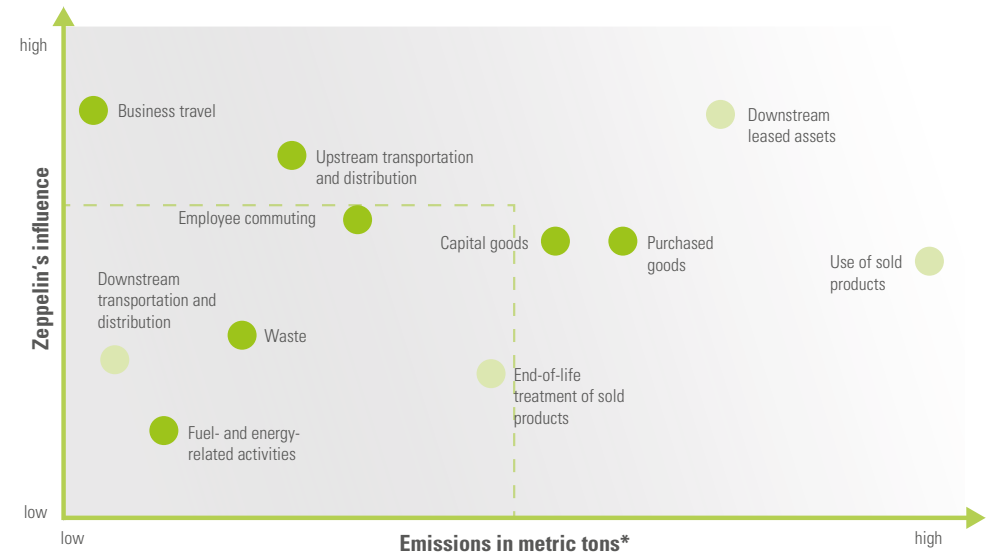 high
Business travel
Downstream
leased assets
Upstream transportation
and distribution
Zeppelin‘s influence
Employee commuting
Capital goods
Purchased
goods
Use of sold
products
Downstream
transportation and
distribution
Waste
End-of-life
treatment of sold
products
Fuel- and energy-
related activities
low
low
Emissions in metric tons*
high